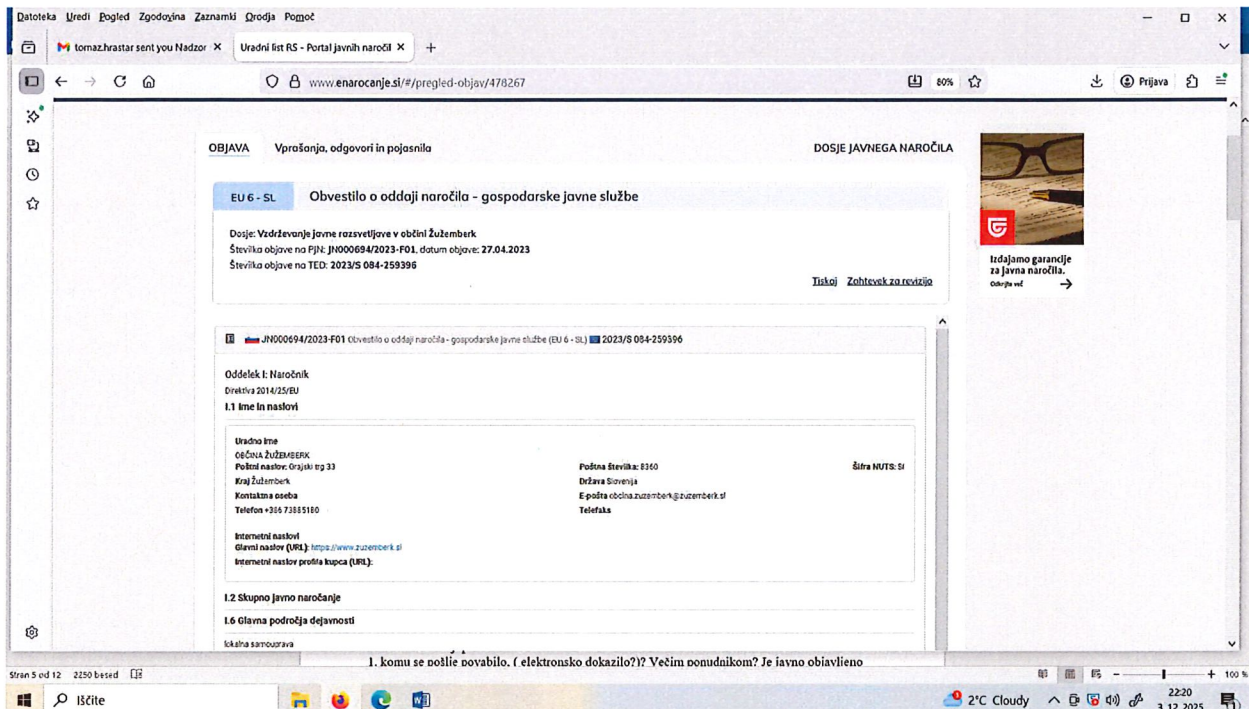 Datoteka Uredi Pogled Zgodovina Zaznamki Orodja Pomoč
tomaz.hrastar sent you Nadzor
Uradni list RS - Portal javnih naročil
www.enarocanje.si/#/pregled-objav/478267
80%
Prijava
OBJAVA Vprašanja, odgovori in pojasnila
DOSJE JAVNEGA NAROČILA
EU 6 - SL Obvestilo o oddaji naročila - gospodarske javne službe
Dosje: Vzdrževanje javne razsvetljave v občini Žužemberk
Številka objave na PJN: JN000694/2023-F01, datum objave: 27.04.2023
Številka objave na TED: 2023/S 084-259396
Tiskaj Zahtevek za revizijo
Izdajamo garancije
za javna naročila.
Odkrijte več
JN000694/2023-F01 Obvestilo o oddaji naročila - gospodarske javne službe (EU 6 - SL) 2023/S 084-259396
Oddelek I: Naročnik
Direktiva 2014/25/EU
I.1 Ime in naslovi
Uradno ime
OBČINA ŽUŽEMBERK
Poštni naslov: Grajski trg 33 Poštna številka: 8360 Šifra NUTS: SI
Kraj Žužemberk Država Slovenija
Kontaktna oseba E-pošta obcina.zuzemberk@zuzemberk.si
Telefon +386 73885180 Telefaks
Internetni naslovi
Glavni naslov (URL): https://www.zuzemberk.si
Internetni naslov profila kupca (URL):
I.2 Skupno javno naročanje
I.6 Glavna področja dejavnosti
lokalna samouprava
1. komu se pošlje povabilo, ( elektronsko dokazilo?)? Večim ponudnikom? Je javno objavljeno
Stran 5 od 12 2250 besed
100 %
Iščite
2°C Cloudy
22:20
3. 12. 2025